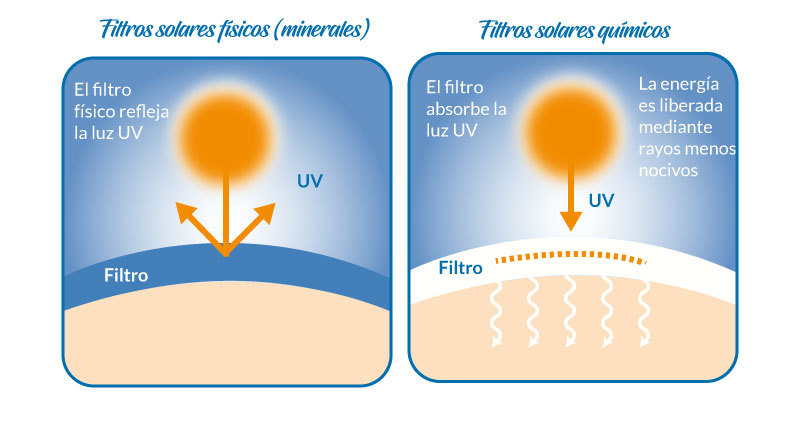 Filtros solares físicos (minerales)
El filtro
físico refleja
la luz UV
UV
Filtro
Filtros solares químicos
El filtro
absorbe la
luz UV
La energía
es liberada
mediante
rayos menos
nocivos
UV
Filtro